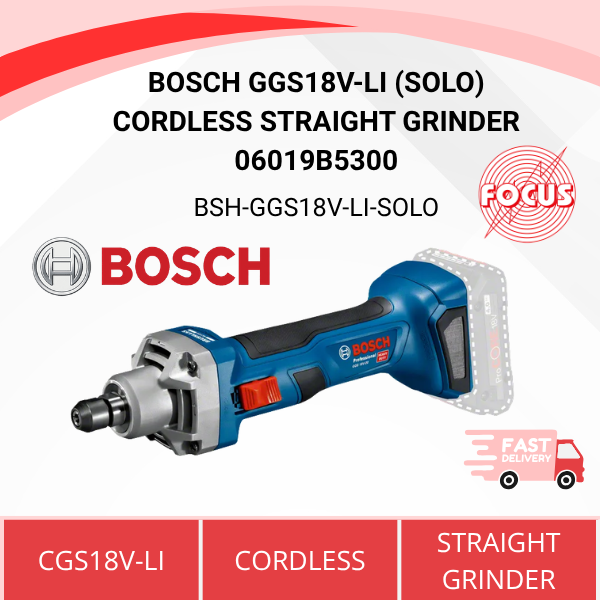 BOSCH GGS18V-LI (SOLO)
CORDLESS STRAIGHT GRINDER
06019B5300
BSH-GGS18V-LI-SOLO
FOCUS
BOSCH
BOSCH
Professional
FAST
DELIVERY
CGS18V-LI
CORDLESS
STRAIGHT
GRINDER